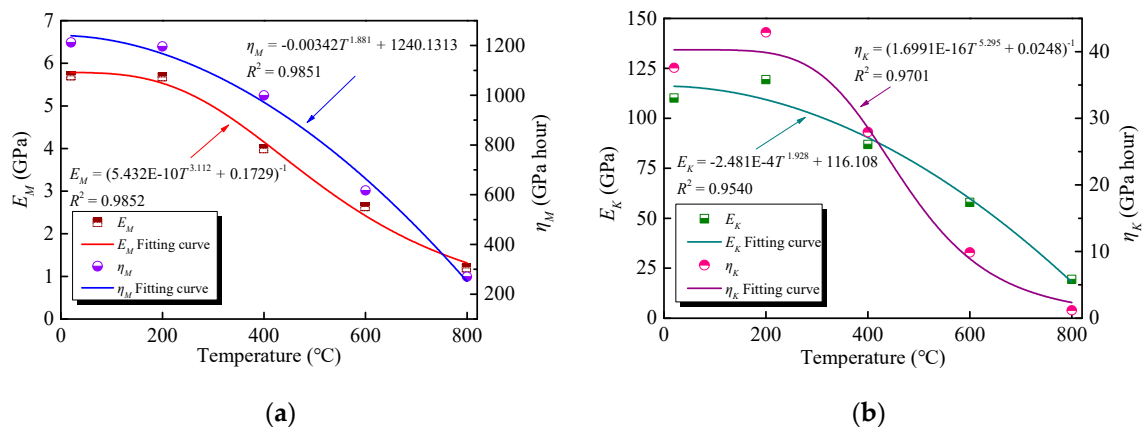 7
6
5
4
3
2
1
0
E_M (GPa)
η_M = -0.00342T^1.881 + 1240.1313
R^2 = 0.9851
E_M = (5.432E-10T^3.112 + 0.1729)^-1
R^2 = 0.9852
E_M
E_M Fitting curve
η_M
η_M Fitting curve
1200
1000
800
600
400
200
η_M (GPa hour)
0 200 400 600 800
Temperature (℃)
(a)
150
125
100
75
50
25
0
E_K (GPa)
η_K = (1.6991E-16T^5.295 + 0.0248)^-1
R^2 = 0.9701
E_K = -2.481E-4T^1.928 + 116.108
R^2 = 0.9540
E_K
E_K Fitting curve
η_K
η_K Fitting curve
40
30
20
10
0
η_K (GPa hour)
0 200 400 600 800
Temperature (℃)
(b)